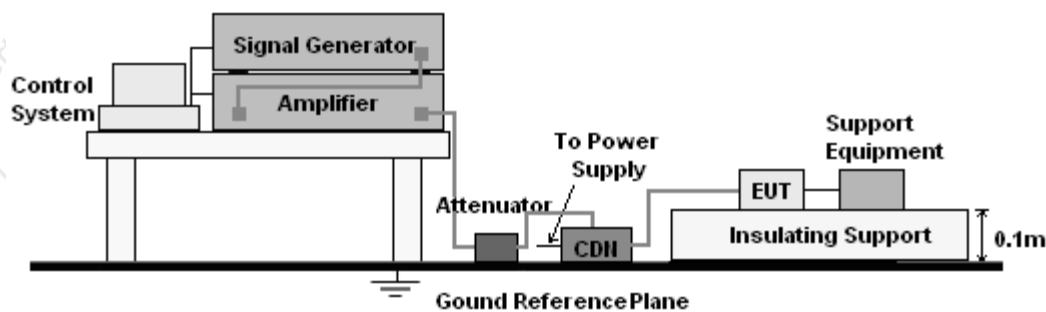 Signal Generator
Control
System
Amplifier
To Power
Supply
Support
Equipment
Attenuator
EUT
CDN
Insulating Support
0.1m
Gound Reference Plane